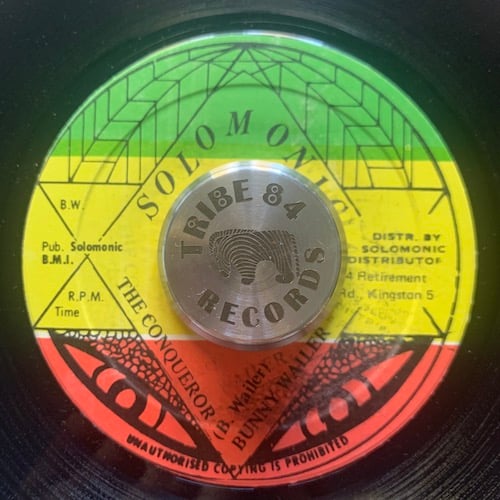 SOLOMONIC
B.W.
Pub. Solomonic
B.M.I.
R.P.M.
Time
TRIBE 84
RECORDS
DISTR. BY
SOLOMONIC
DISTRIBUTOR
4 Retirement
Rd., Kingston 5
THE CONQUEROR
(B. Wailer)
BUNNY WAILER
UNAUTHORISED COPYING IS PROHIBITED